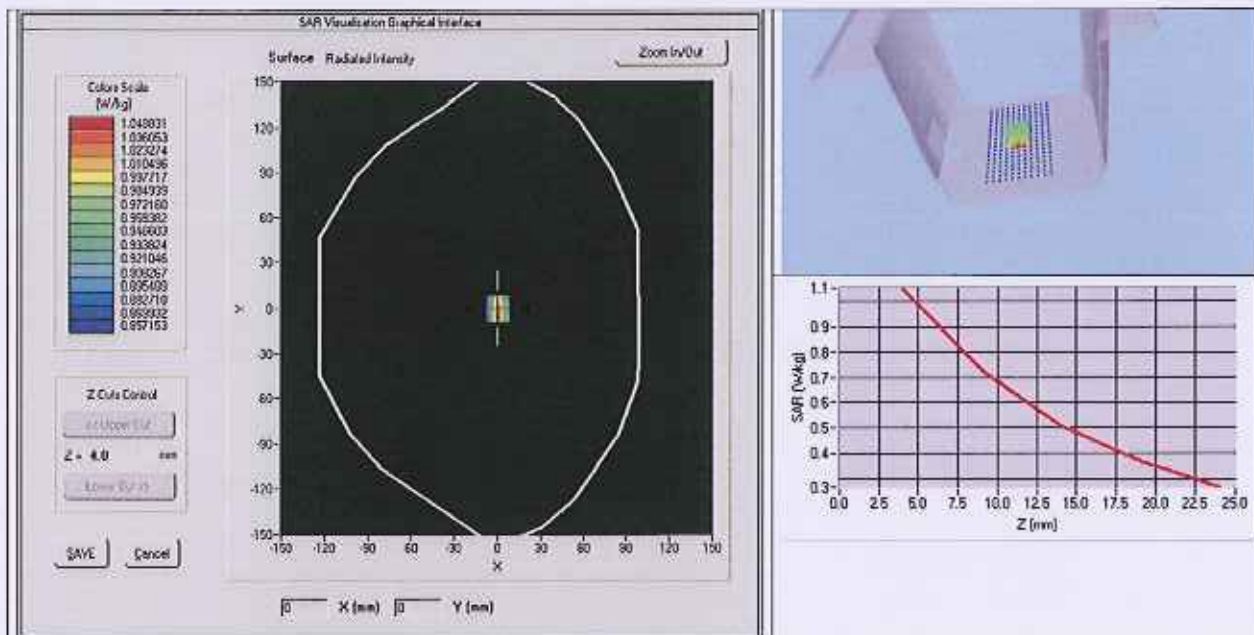 SAR Visualisation Graphical Interface
Surface Radiated Intensity
Zoom In/Out
Colors Scale
(W/kg)
1.048831
1.036053
1.023274
1.010496
0.997717
0.984939
0.972160
0.959382
0.946603
0.933824
0.921046
0.908267
0.895489
0.882710
0.869932
0.857153
Z Cuts Control
Z = 4.0 mm
SAVE Cancel
150
120
90
60
30
Y 0
-30
-60
-90
-120
-150
-150 -120 -90 -60 -30 0 30 60 90 120 150
X
0 X (mm) 0 Y (mm)
1.1
0.9
0.8
0.7
0.6
0.5
0.4
0.3
SAR (W/kg)
0.0 2.5 5.0 7.5 10.0 12.5 15.0 17.5 20.0 22.5 25.0
Z (mm)